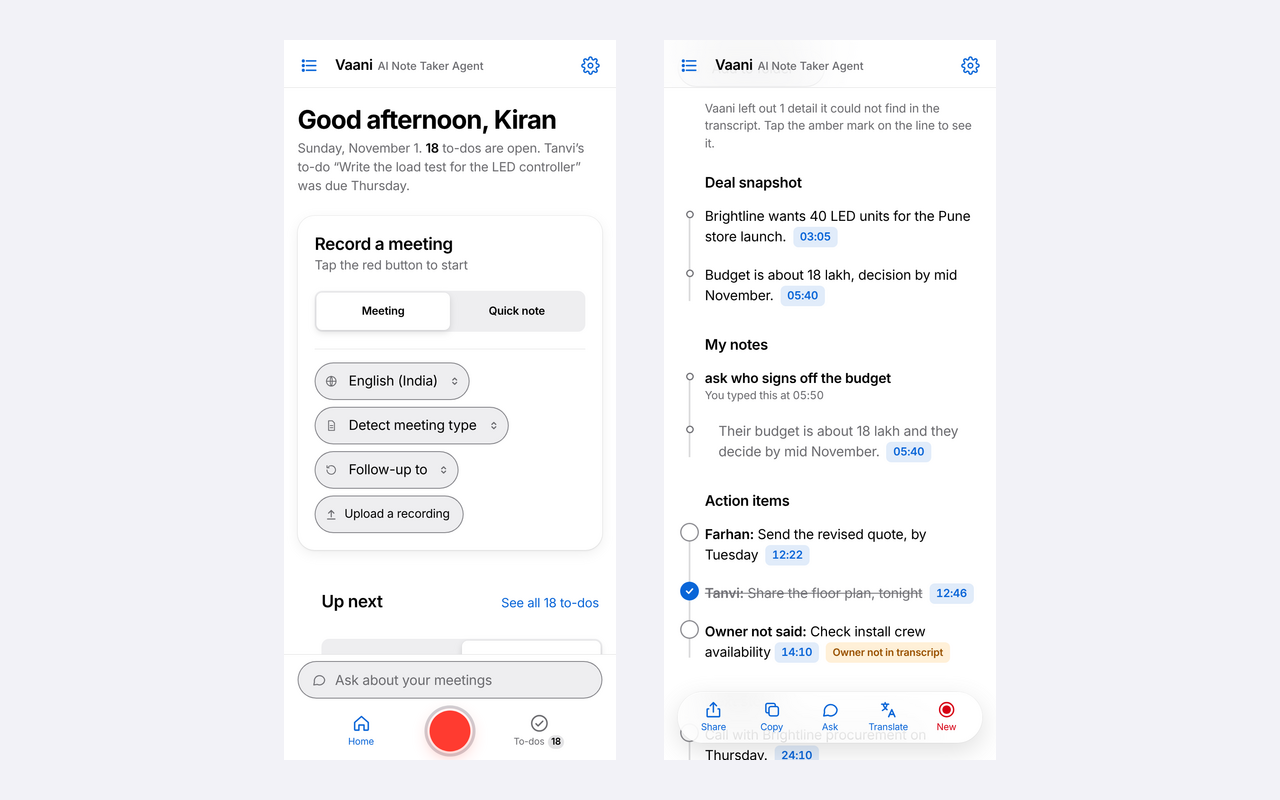 Vaani AI Note Taker Agent
Good afternoon, Kiran
Sunday, November 1. 18 to-dos are open. Tanvi's
to-do “Write the load test for the LED controller”
was due Thursday.
Record a meeting
Tap the red button to start
Meeting
Quick note
English (India)
Detect meeting type
Follow-up to
Upload a recording
Up next
See all 18 to-dos
Ask about your meetings
Home
To-dos 18
Vaani AI Note Taker Agent
Vaani left out 1 detail it could not find in the
transcript. Tap the amber mark on the line to see
it.
Deal snapshot
Brightline wants 40 LED units for the Pune
store launch. 03:05
Budget is about 18 lakh, decision by mid
November. 05:40
My notes
ask who signs off the budget
You typed this at 05:50
Their budget is about 18 lakh and they
decide by mid November. 05:40
Action items
Farhan: Send the revised quote, by
Tuesday 12:22
Tanvi: Share the floor plan, tonight 12:46
Owner not said: Check install crew
availability 14:10 Owner not in transcript
Share
Copy
Ask
Translate
New
Call with Brightline procurement on
Thursday. 24:10